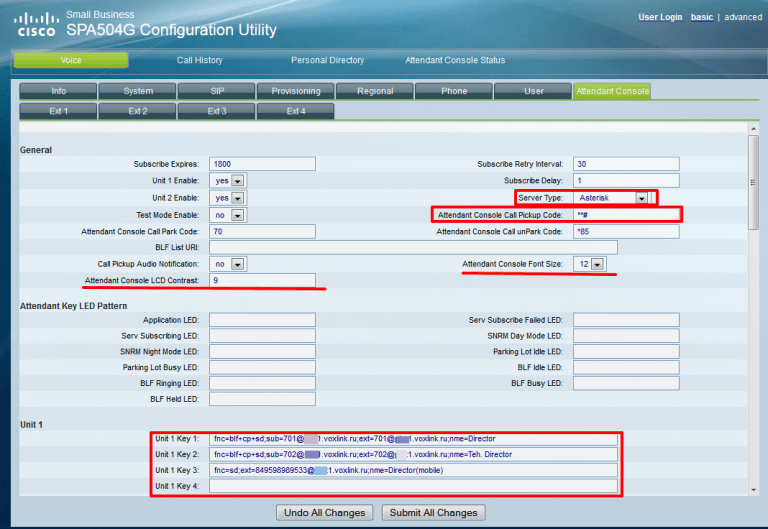 Small Business
cisco SPA504G Configuration Utility
User Login basic | advanced
Voice Call History Personal Directory Attendant Console Status
Info System SIP Provisioning Regional Phone User Attendant Console
Ext 1 Ext 2 Ext 3 Ext 4
General
Subscribe Expires: 1800 Subscribe Retry Interval: 30
Unit 1 Enable: yes Subscribe Delay: 1
Unit 2 Enable: yes Server Type: Asterisk
Test Mode Enable: no Attendant Console Call Pickup Code: **#
Attendant Console Call Park Code: 70 Attendant Console Call unPark Code: *85
BLF List URI:
Call Pickup Audio Notification: no Attendant Console Font Size: 12
Attendant Console LCD Contrast: 9
Attendant Key LED Pattern
Application LED: Serv Subscribe Failed LED:
Serv Subscribing LED: SNRM Day Mode LED:
SNRM Night Mode LED: Parking Lot Idle LED:
Parking Lot Busy LED: BLF Idle LED:
BLF Ringing LED: BLF Busy LED:
BLF Held LED:
Unit 1
Unit 1 Key 1: fnc=blf+cp+sd;sub=701@ 1.voxlink.ru;ext=701@ 1.voxlink.ru;nme=Director
Unit 1 Key 2: fnc=blf+cp+sd;sub=702@ .voxlink.ru;ext=702@ 1.voxlink.ru;nme=Teh. Director
Unit 1 Key 3: fnc=sd;ext=849598989533@ 1.voxlink.ru;nme=Director(mobile)
Unit 1 Key 4:
Undo All Changes Submit All Changes